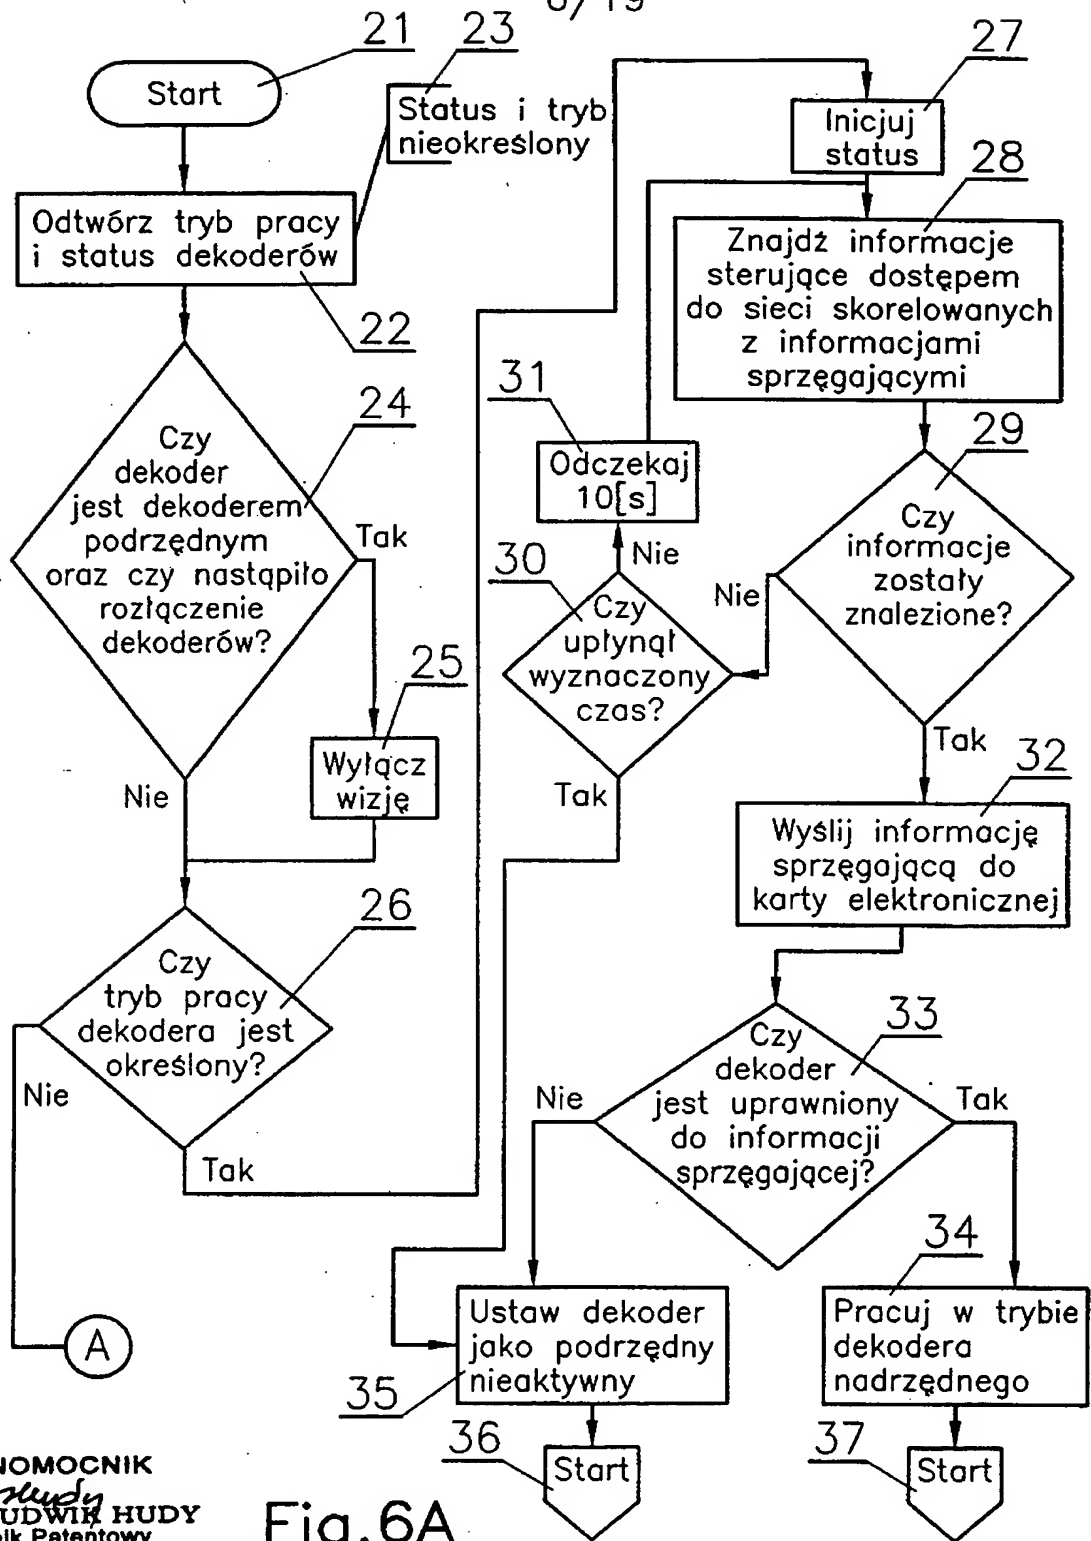 21
Start
23
Status i tryb
nieokreślony
Odtwórz tryb pracy
i status dekoderów
22
24
Czy
dekoder
jest dekoderem
podrzędnym
oraz czy nastąpiło
rozłączenie
dekoderów?
Tak
25
Wyłącz
wizję
Nie
26
Czy
tryb pracy
dekodera jest
określony?
Nie
Tak
A
27
Inicjuj
status
28
Znajdź informacje
sterujące dostępem
do sieci skorelowanych
z informacjami
sprzęgającymi
29
Czy
informacje
zostały
znalezione?
Nie
Tak
31
Odczekaj
10[s]
Nie
30
Czy
upłynął
wyznaczony
czas?
Tak
32
Wyślij informację
sprzęgającą do
karty elektronicznej
33
Czy
dekoder
jest uprawniony
do informacji
sprzęgającej?
Nie
Tak
34
Ustaw dekoder
jako podrzędny
nieaktywny
35
Pracuj w trybie
dekodera
nadrzędnego
36
Start
37
Start
NOMOCNIK
UDWIK HUDY
Patentowy
Fig.6A